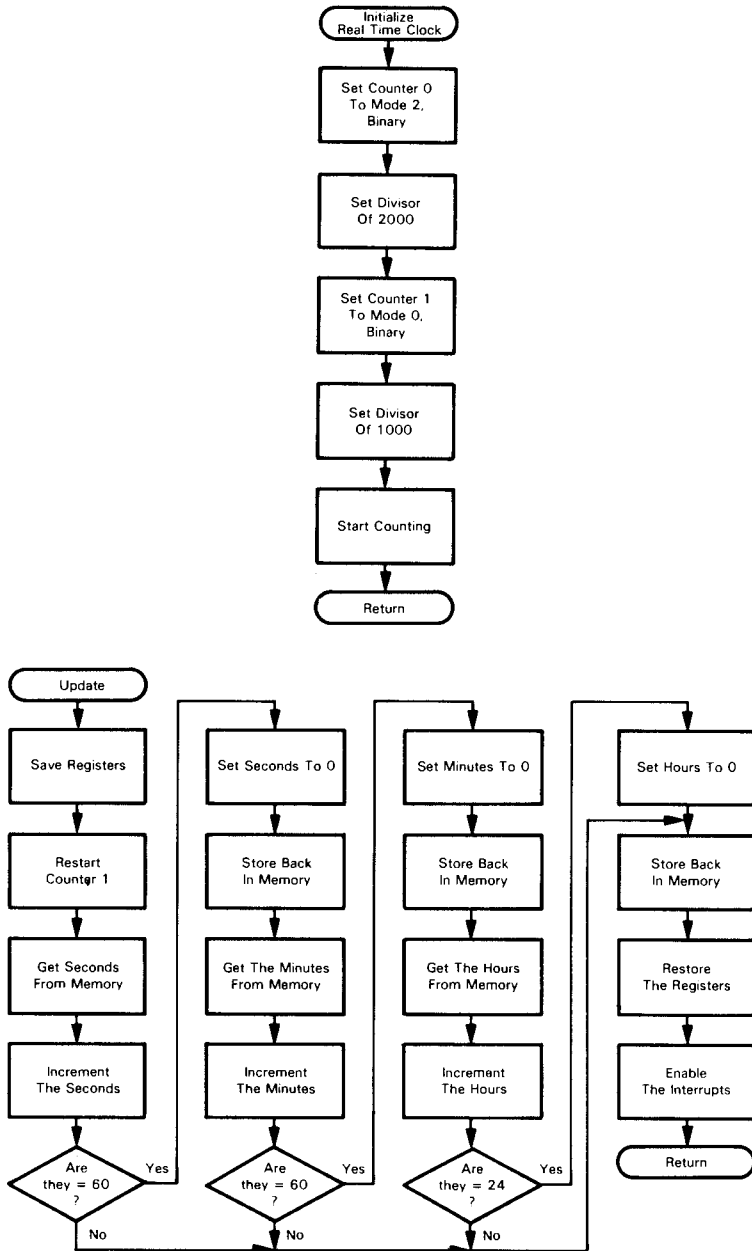 Initialize
Real Time Clock
Set Counter 0
To Mode 2,
Binary
Set Divisor
Of 2000
Set Counter 1
To Mode 0,
Binary
Set Divisor
Of 1000
Start Counting
Return
Update
Save Registers
Restart
Counter 1
Get Seconds
From Memory
Increment
The Seconds
Are
they = 60
?
Yes
No
Set Seconds To 0
Store Back
In Memory
Get The Minutes
From Memory
Increment
The Minutes
Are
they = 60
?
Yes
No
Set Minutes To 0
Store Back
In Memory
Get The Hours
From Memory
Increment
The Hours
Are
they = 24
?
Yes
No
Set Hours To 0
Store Back
In Memory
Restore
The Registers
Enable
The Interrupts
Return